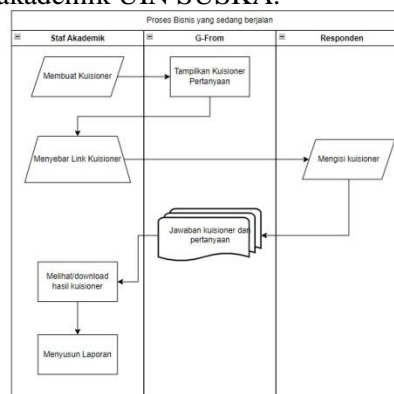 akademik UIN SUSKA.
Proses Bisnis yang sedang berjalan
Staf Akademik
G-From
Responden
Membuat Kuisioner
Tampilkan Kuisioner
Pertanyaan
Menyebar Link Kuisioner
Mengisi kuisioner
Jawaban kuisioner dan
pertanyaan
Melihat/download
hasil kuisioner
Menyusun Laporan